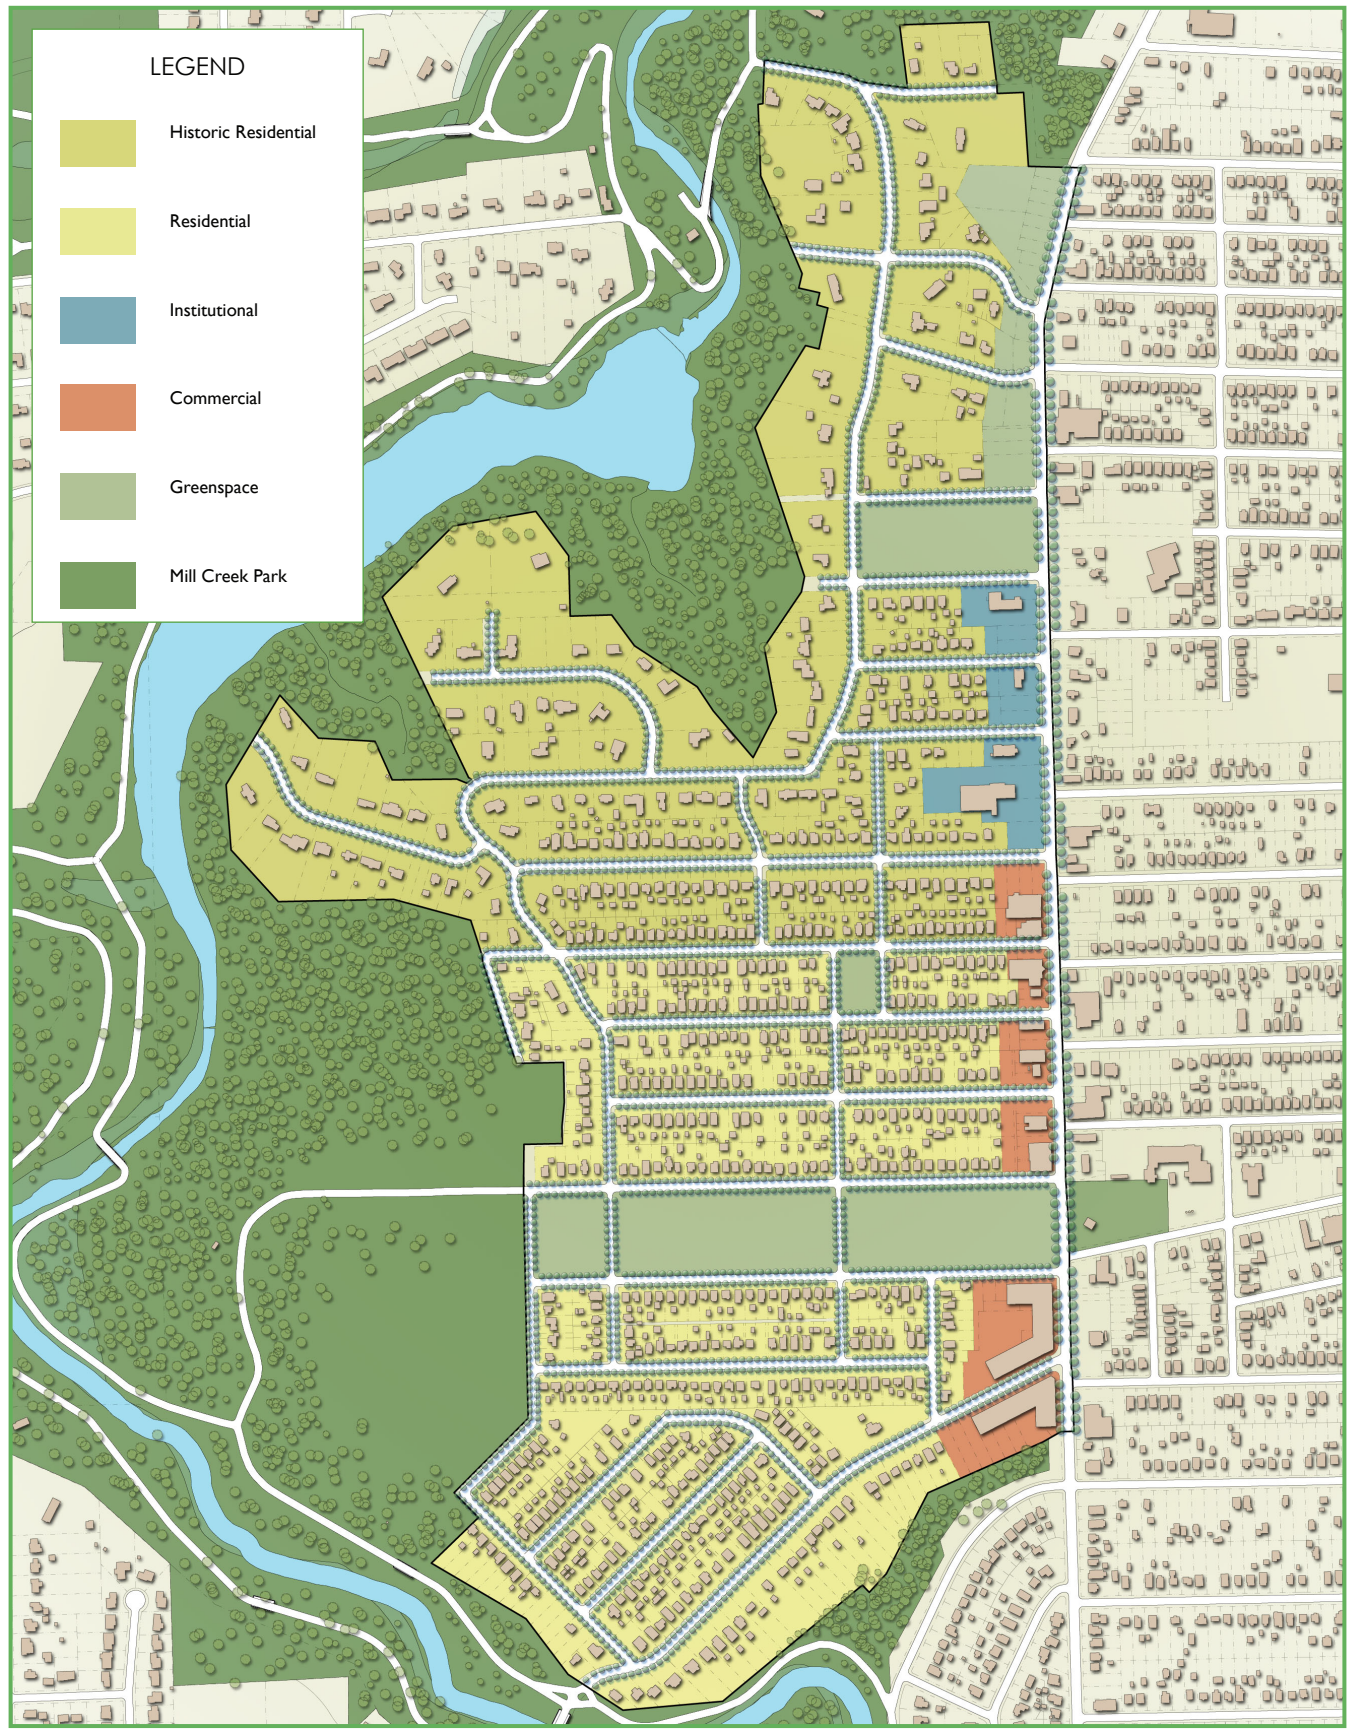 LEGEND
Historic Residential
Residential
Institutional
Commercial
Greenspace
Mill Creek Park